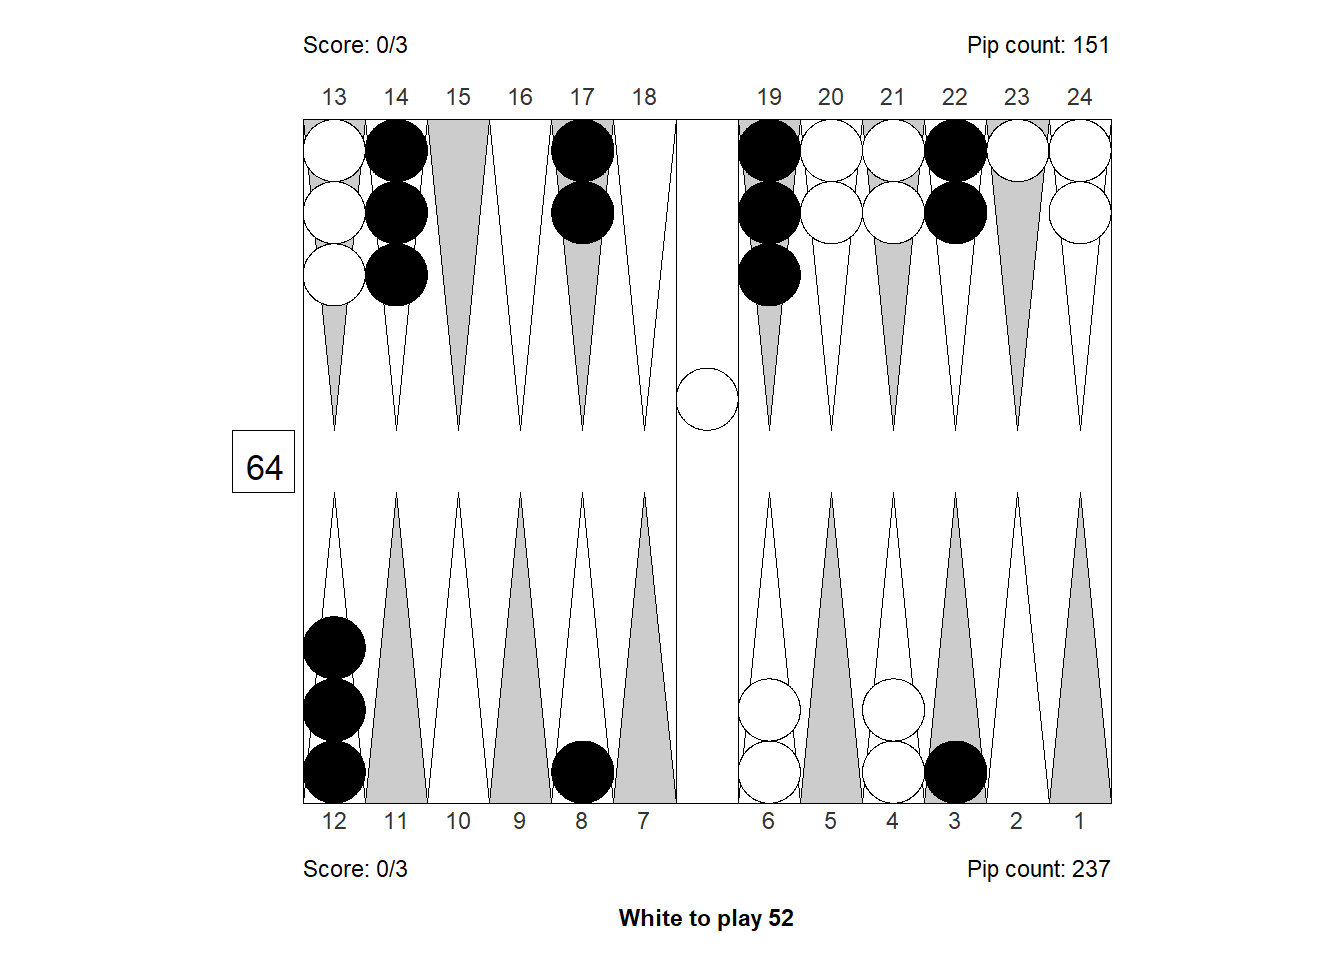 Score: 0/3 Pip count: 151
13 14 15 16 17 18 19 20 21 22 23 24
64
12 11 10 9 8 7 6 5 4 3 2 1
Score: 0/3 Pip count: 237
White to play 52